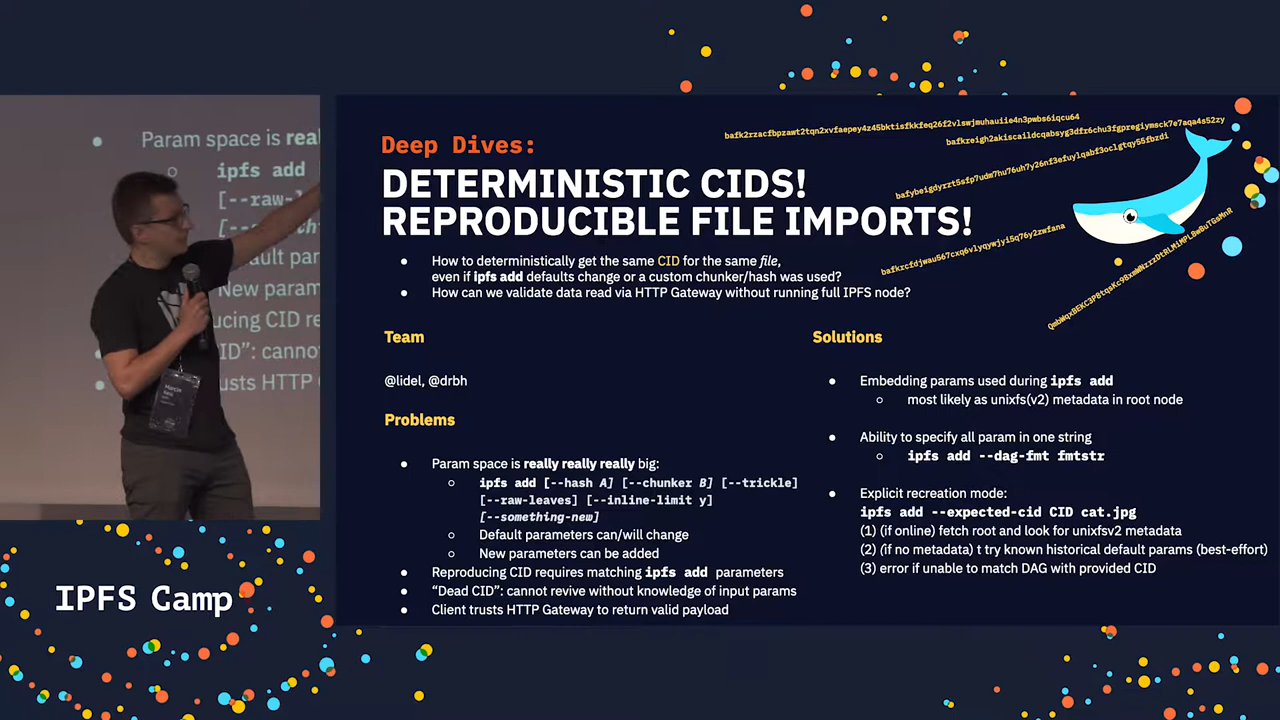 Param space is real
ipfs add
[--raw-
New param
ucing CID re
ID": cannot
usts HTTP
IPFS Camp
Deep Dives:
DETERMINISTIC CIDS!
REPRODUCIBLE FILE IMPORTS!
How to deterministically get the same CID for the same file,
even if ipfs add defaults change or a custom chunker/hash was used?
How can we validate data read via HTTP Gateway without running full IPFS node?
Team
@lidel, @drbh
Problems
Param space is really really really big:
ipfs add [--hash A] [--chunker B] [--trickle]
[--raw-leaves] [--inline-limit y]
[--something-new]
Default parameters can/will change
New parameters can be added
Reproducing CID requires matching ipfs add parameters
"Dead CID": cannot revive without knowledge of input params
Client trusts HTTP Gateway to return valid payload
Solutions
Embedding params used during ipfs add
most likely as unixfs(v2) metadata in root node
Ability to specify all param in one string
ipfs add --dag-fmt fmtstr
Explicit recreation mode:
ipfs add --expected-cid CID cat.jpg
(1) (if online) fetch root and look for unixfsv2 metadata
(2) (if no metadata) t try known historical default params (best-effort)
(3) error if unable to match DAG with provided CID